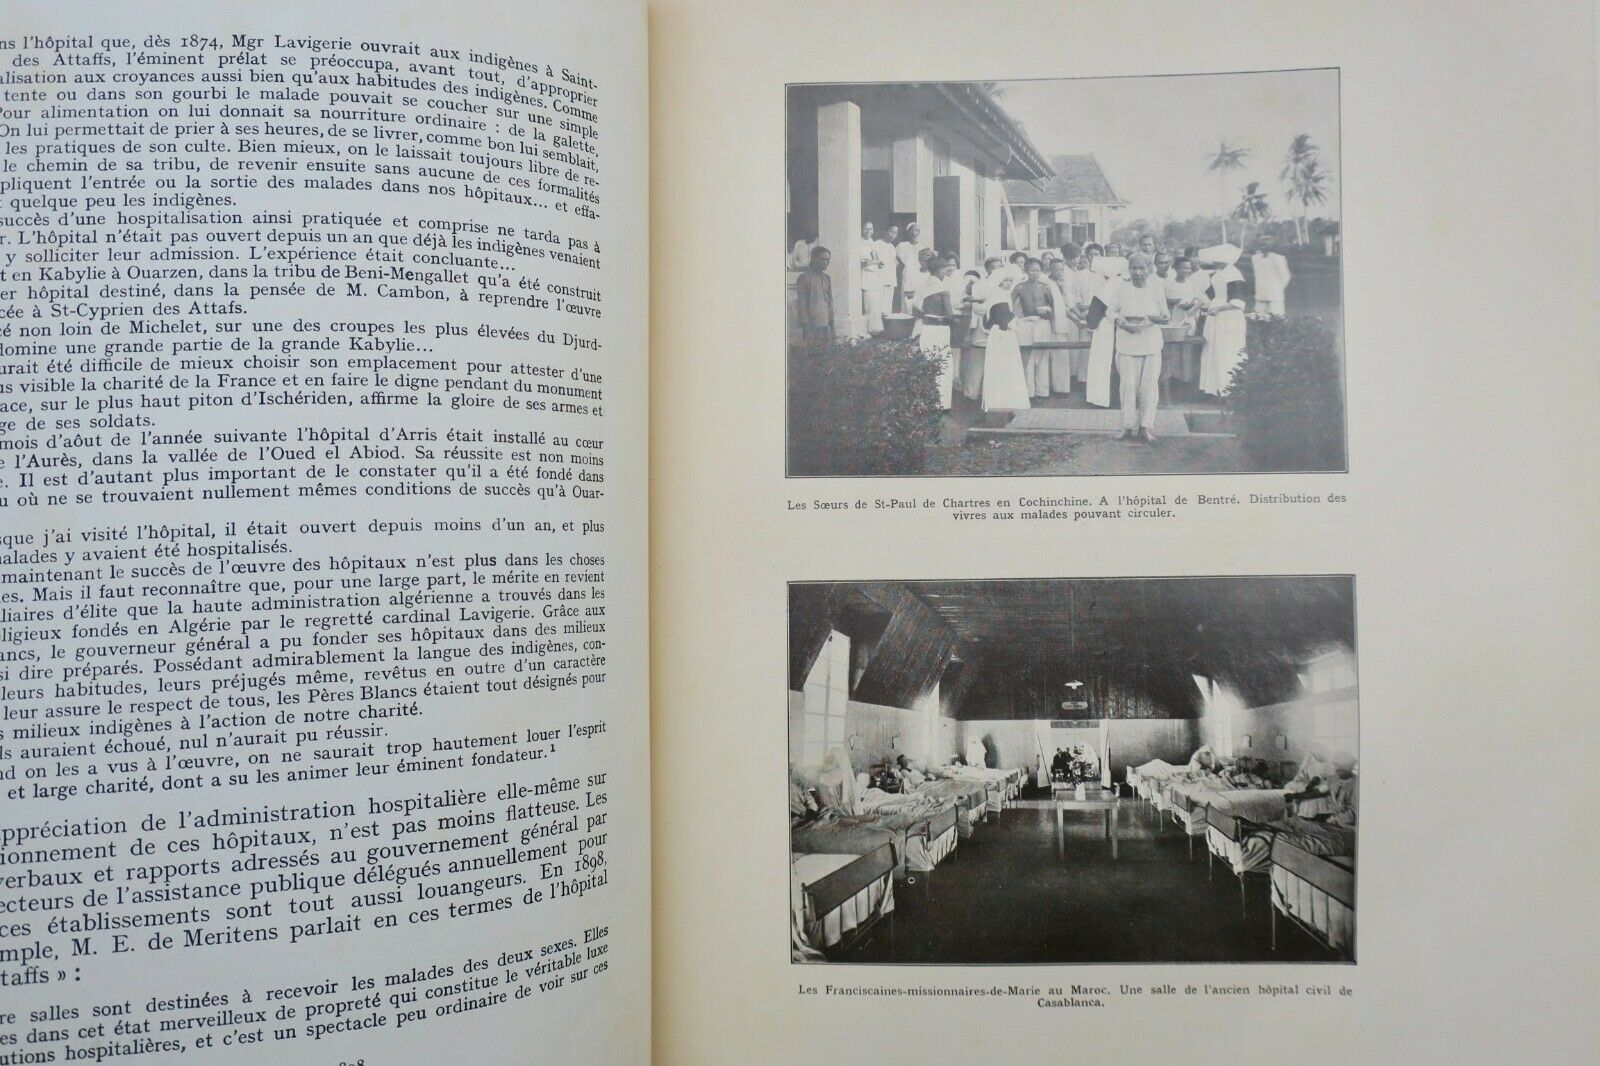 l'hôpital que, dès 1874, Mgr Lavigerie ouvrait aux indigènes à Saint-
des Attaffs, l'éminent prélat se préoccupa, avant tout, d'approprier
alisation aux croyances aussi bien qu'aux habitudes des indigènes. Comme
tente ou dans son gourbi le malade pouvait se coucher sur une simple
Pour alimentation on lui donnait sa nourriture ordinaire : de la galette,
On lui permettait de prier à ses heures, de se livrer, comme bon lui semblait,
les pratiques de son culte. Bien mieux, on le laissait toujours libre de re-
le chemin de sa tribu, de revenir ensuite sans aucune de ces formalités
pliquent l'entrée ou la sortie des malades dans nos hôpitaux... et effa-
quelque peu les indigènes.
succès d'une hospitalisation ainsi pratiquée et comprise ne tarda pas à
r. L'hôpital n'était pas ouvert depuis un an que déjà les indigènes venaient
y solliciter leur admission. L'expérience était concluante...
t en Kabylie à Ouarzen, dans la tribu de Beni-Mengallet qu'a été construit
er hôpital destiné, dans la pensée de M. Cambon, à reprendre l'œuvre
cée à St-Cyprien des Attafs.
é non loin de Michelet, sur une des croupes les plus élevées du Djurd-
domine une grande partie de la grande Kabylie...
urait été difficile de mieux choisir son emplacement pour attester d'une
us visible la charité de la France et en faire le digne pendant du monument
ace, sur le plus haut piton d'Ischériden, affirme la gloire de ses armes et
ge de ses soldats.
mois d'aôut de l'année suivante l'hôpital d'Arris était installé au cœur
e l'Aurès, dans la vallée de l'Oued el Abiod. Sa réussite est non moins
e. Il est d'autant plus important de le constater qu'il a été fondé dans
u où ne se trouvaient nullement mêmes conditions de succès qu'à Ouar-
sque j'ai visité l'hôpital, il était ouvert depuis moins d'un an, et plus
malades y avaient été hospitalisés.
maintenant le succès de l'œuvre des hôpitaux n'est plus dans les choses
es. Mais il faut reconnaître que, pour une large part, le mérite en revient
liaires d'élite que la haute administration algérienne a trouvés dans les
eligieux fondés en Algérie par le regretté cardinal Lavigerie. Grâce aux
ancs, le gouverneur général a pu fonder ses hôpitaux dans des milieux
si dire préparés. Possédant admirablement la langue des indigènes, con-
leurs habitudes, leurs préjugés même, revêtus en outre d'un caractère
leur assure le respect de tous, les Pères Blancs étaient tout désignés pour
s milieux indigènes à l'action de notre charité.
ls auraient échoué, nul n'aurait pu réussir.
nd on les a vus à l'œuvre, on ne saurait trop hautement louer l'esprit
et large charité, dont a su les animer leur éminent fondateur.¹
appréciation de l'administration hospitalière elle-même sur
ionnement de ces hôpitaux, n'est pas moins flatteuse. Les
verbaux et rapports adressés au gouvernement général par
ecteurs de l'assistance publique délégués annuellement pour
ces établissements sont tout aussi louangeurs. En 1898,
mple, M. E. de Meritens parlait en ces termes de l'hôpital
taffs » :
re salles sont destinées à recevoir les malades des deux sexes. Elles
es dans cet état merveilleux de propreté qui constitue le véritable luxe
utions hospitalières, et c'est un spectacle peu ordinaire de voir sur ces
Les Sœurs de St-Paul de Chartres en Cochinchine. A l'hôpital de Bentré. Distribution des
vivres aux malades pouvant circuler.
Les Franciscaines-missionnaires-de-Marie au Maroc. Une salle de l'ancien hôpital civil de
Casablanca.